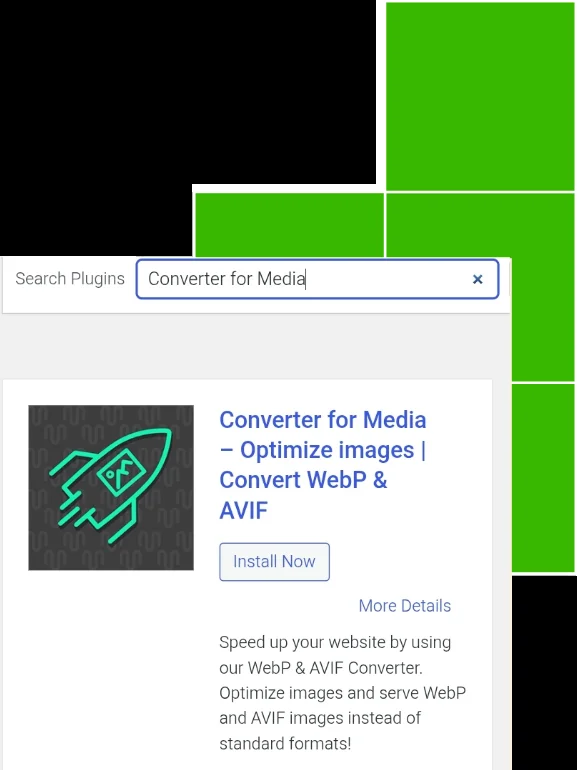 Search Plugins Converter for Media ×
Converter for Media
– Optimize images |
Convert WebP &
AVIF
Install Now
More Details
Speed up your website by using
our WebP & AVIF Converter.
Optimize images and serve WebP
and AVIF images instead of
standard formats!